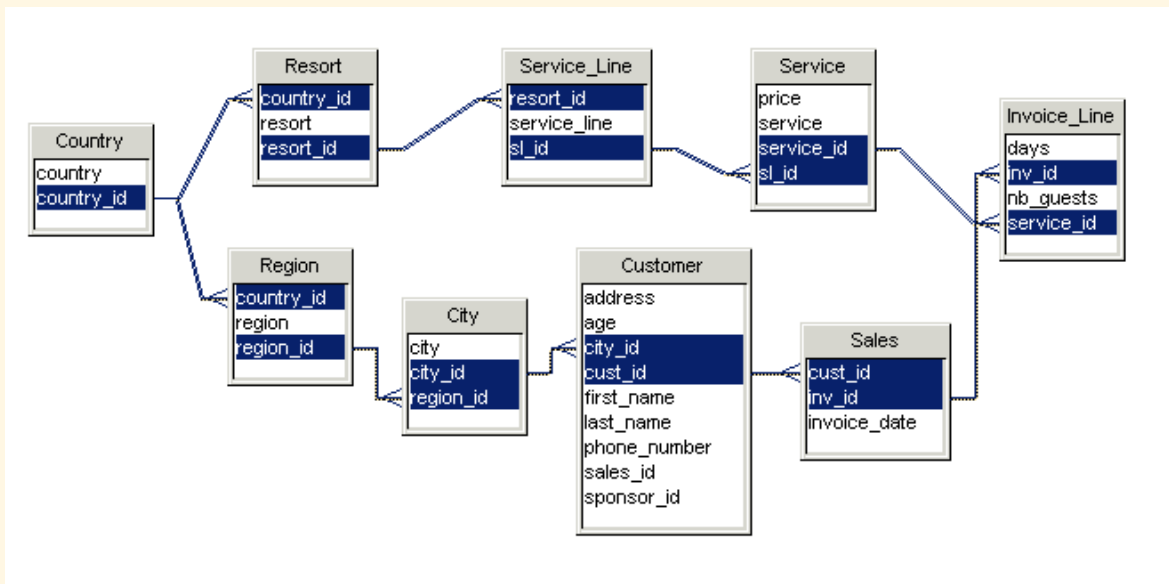 Country
country
country_id
Resort
country_id
resort
resort_id
Service_Line
resort_id
service_line
sl_id
Service
price
service
service_id
sl_id
Invoice_Line
days
inv_id
nb_guests
service_id
Region
country_id
region
region_id
City
city
city_id
region_id
Customer
address
age
city_id
cust_id
first_name
last_name
phone_number
sales_id
sponsor_id
Sales
cust_id
inv_id
invoice_date